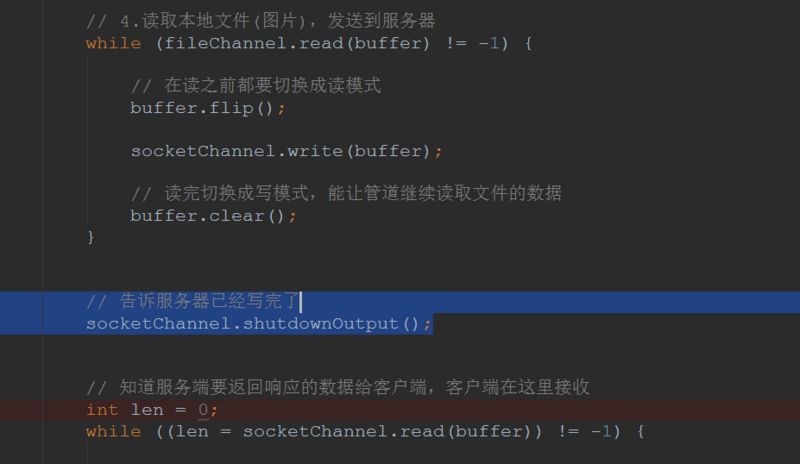 // 4.读取本地文件(图片)，发送到服务器
while (fileChannel.read(buffer) != -1) {
// 在读之前都要切换成读模式
buffer.flip();
socketChannel.write(buffer);
// 读完切换成写模式，能让管道继续读取文件的数据
buffer.clear();
}
// 告诉服务器已经写完了
socketChannel.shutdownOutput();
// 知道服务端要返回响应的数据给客户端，客户端在这里接收
int len = 0;
while ((len = socketChannel.read(buffer)) != -1) {